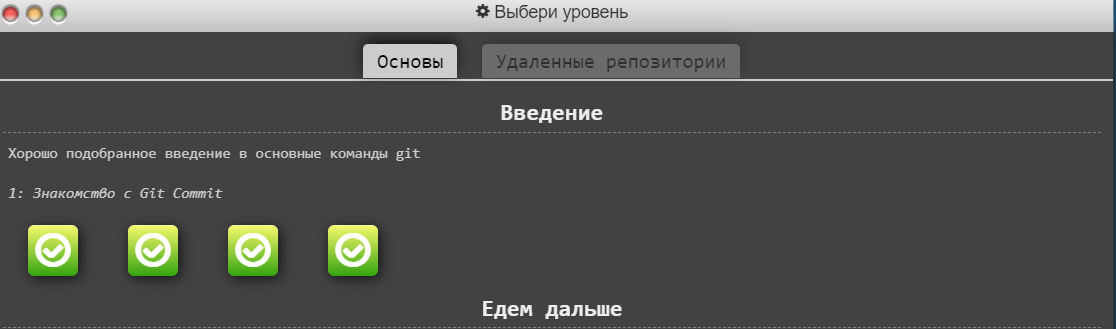 Выбери уровень
Основы
Удаленные репозитории
Введение
Хорошо подобранное введение в основные команды git
1: Знакомство с Git Commit
Едем дальше